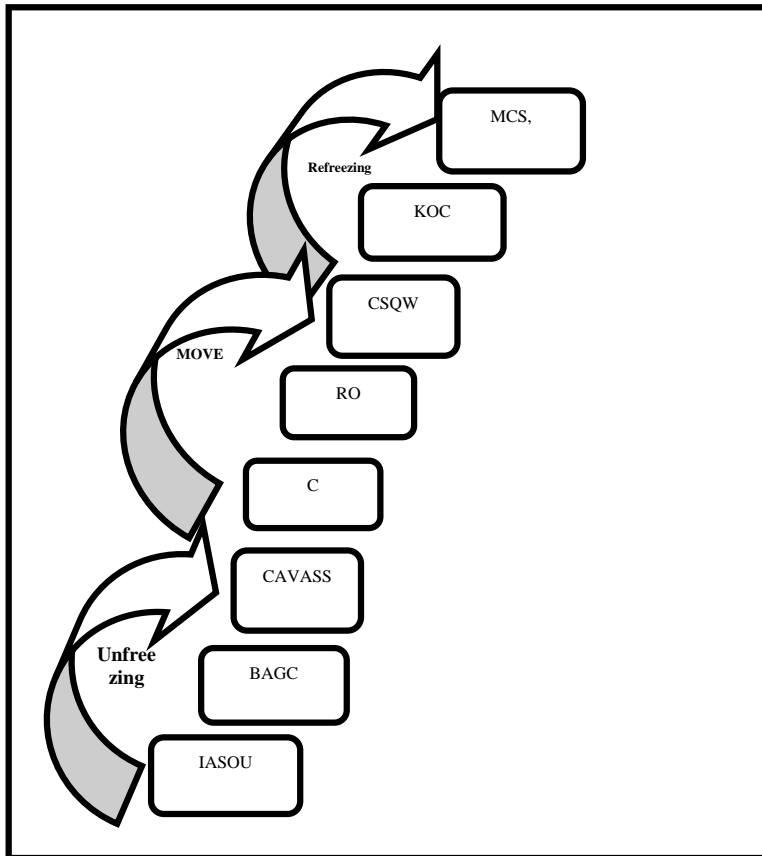 MCS,
Refreezing
KOC
CSQW
MOVE
RO
C
CAVASS
Unfree
zing
BAGC
IASOU